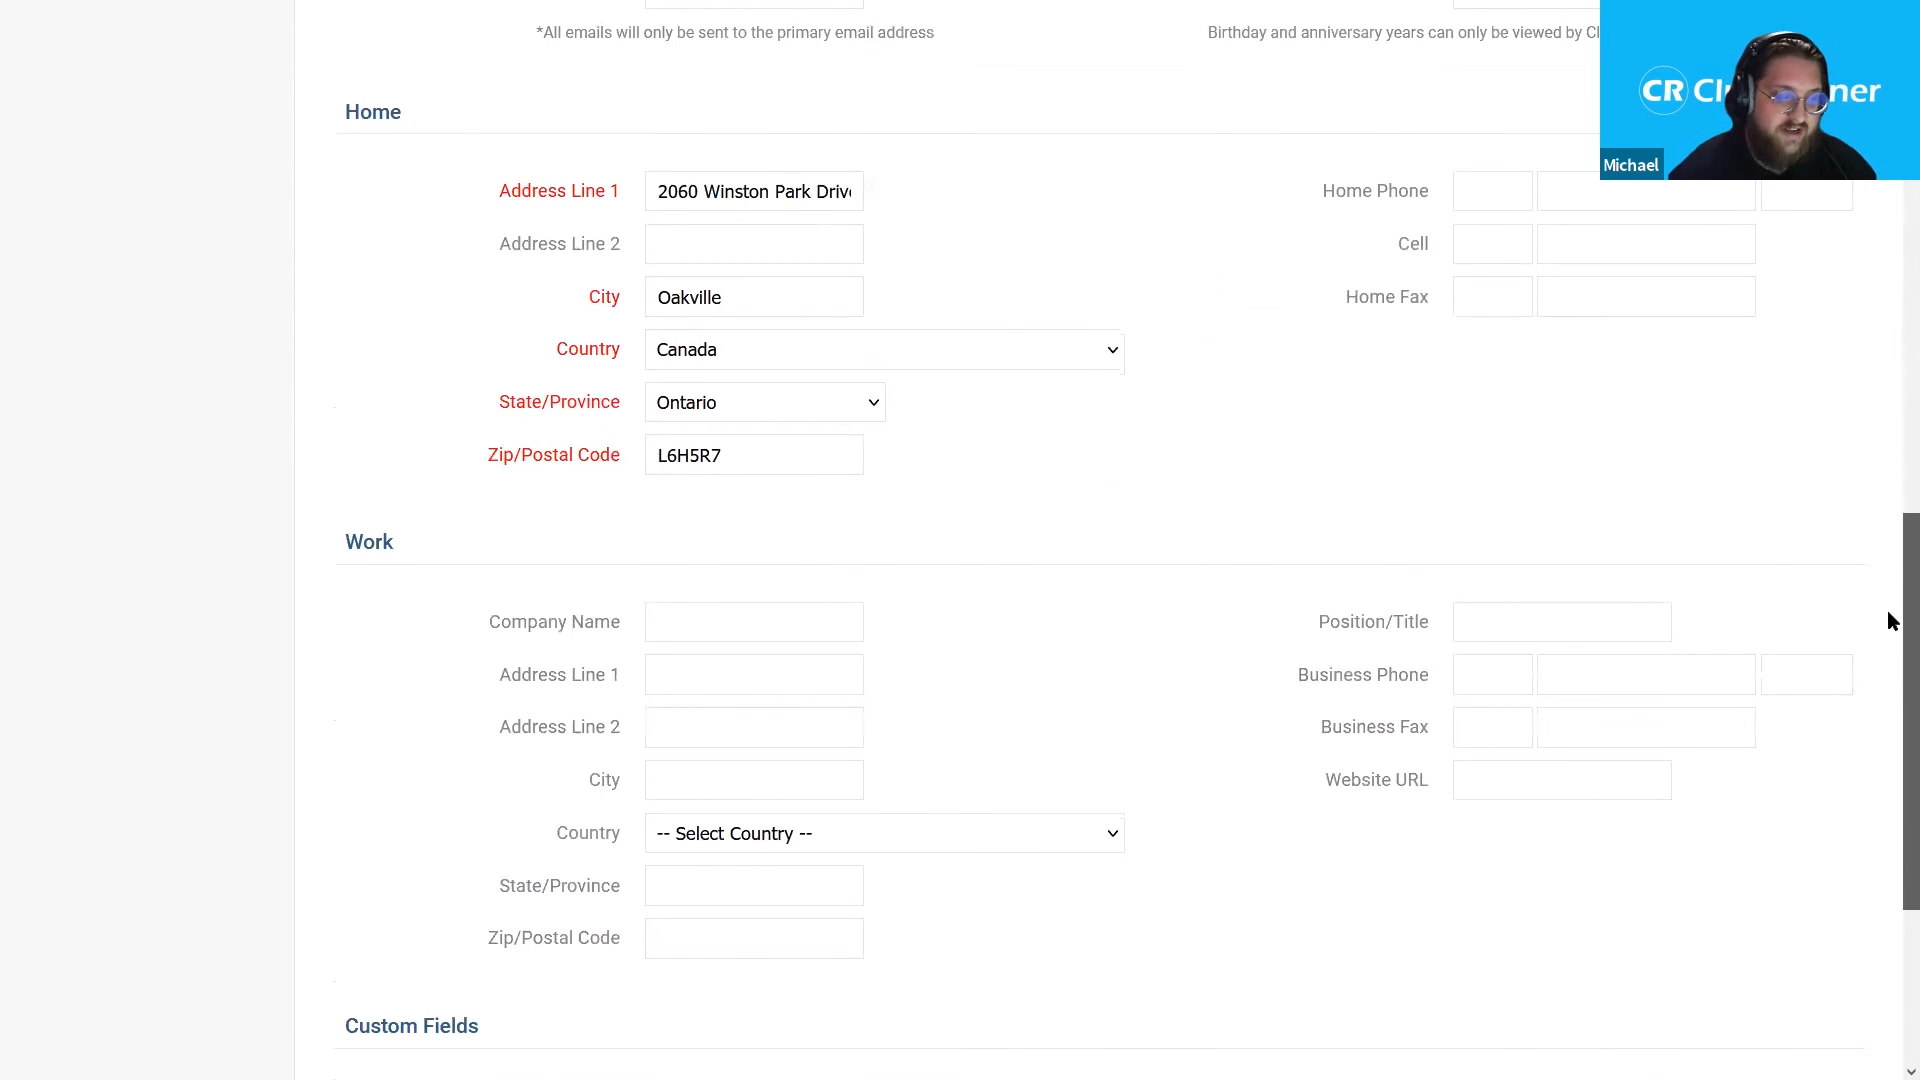 *All emails will only be sent to the primary email address
Birthday and anniversary years can only be viewed by
CR
Michael
Home
Address Line 1
2060 Winston Park
Home Phone
Address Line 2
Cell
City
Oakville
Home Fax
Country
Canada
State/Province
Ontario
Zip/Postal Code
L6H5R7
Work
Company Name
Position/Title
Address Line 1
Business Phone
Address Line 2
Business Fax
City
Website URL
Country
-- Select Country --
State/Province
Zip/Postal Code
Custom Fields